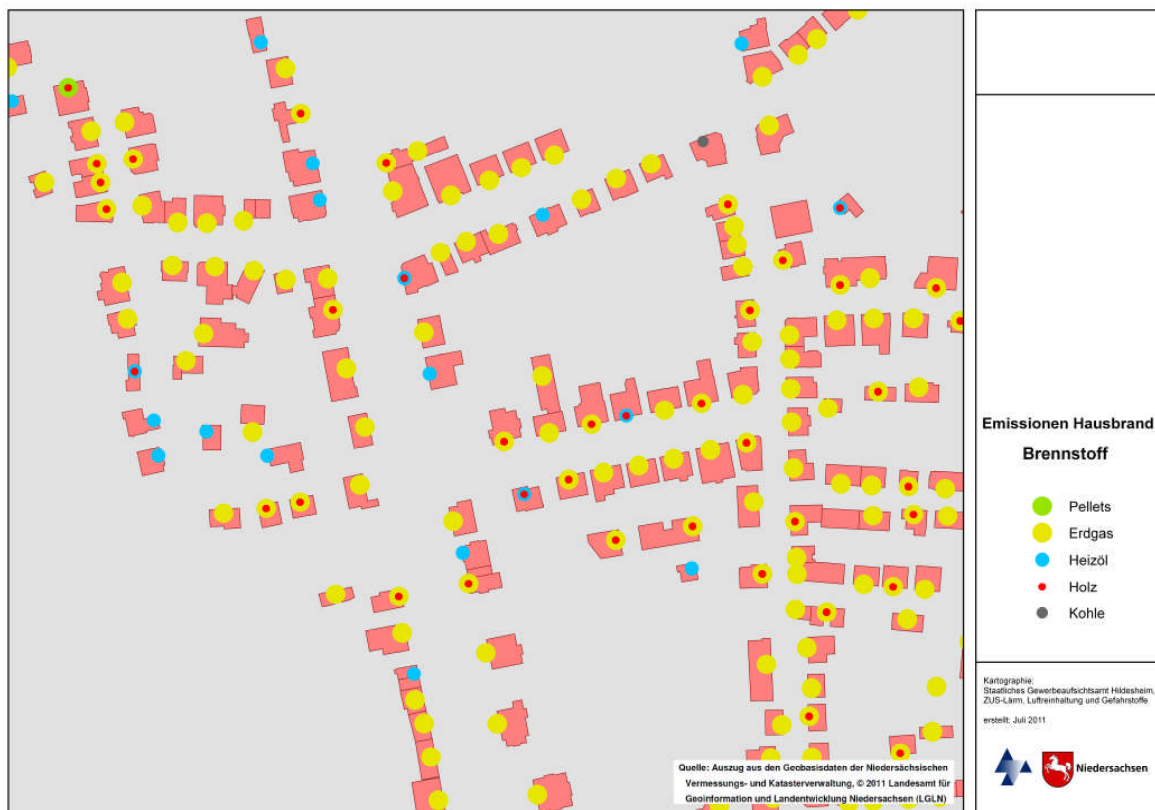 Emissionen Hausbrand
Brennstoff
Pellets
Erdgas
Heizöl
Holz
Kohle
Kartographie:
Staatliches Gewerbeaufsichtsamt Hildesheim,
ZUS-Lärm, Luftreinhaltung und Gefahrstoffe
erstellt: Juli 2011
Niedersachsen
Quelle: Auszug aus den Geobasisdaten der Niedersächsischen
Vermessungs- und Katasterverwaltung, © 2011 Landesamt für
Geoinformation und Landentwicklung Niedersachsen (LGLN)